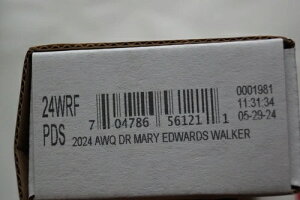 24WRF
PDS
7 04786 56121 1
0001981
11:31:34
05-29-24
2024 AWQ DR MARY EDWARDS WALKER